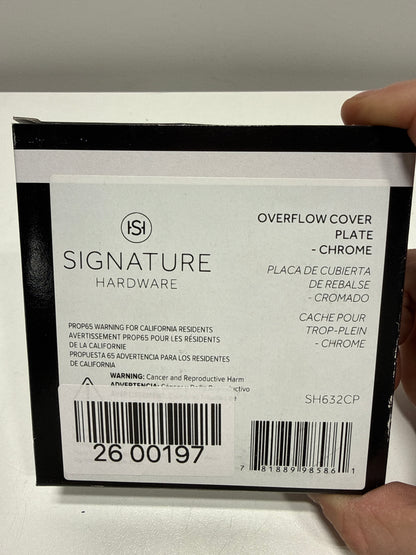 HS
SIGNATURE
HARDWARE
OVERFLOW COVER
PLATE
- CHROME
PLACA DE CUBIERTA
DE REBALSE
- CROMADO
CACHE POUR
TROP-PLEIN
- CHROME
SH632CP
PROP65 WARNING FOR CALIFORNIA RESIDENTS
AVERTISSEMENT PROP65 POUR LES RÉSIDENTS
DE LA CALIFORNIE
PROPUESTA 65 ADVERTENCIA PARA LOS RESIDENTES
DE CALIFORNIA
WARNING: Cancer and Reproductive Harm
ADVERTENCIA:
26 00197
7 81889 98586 1